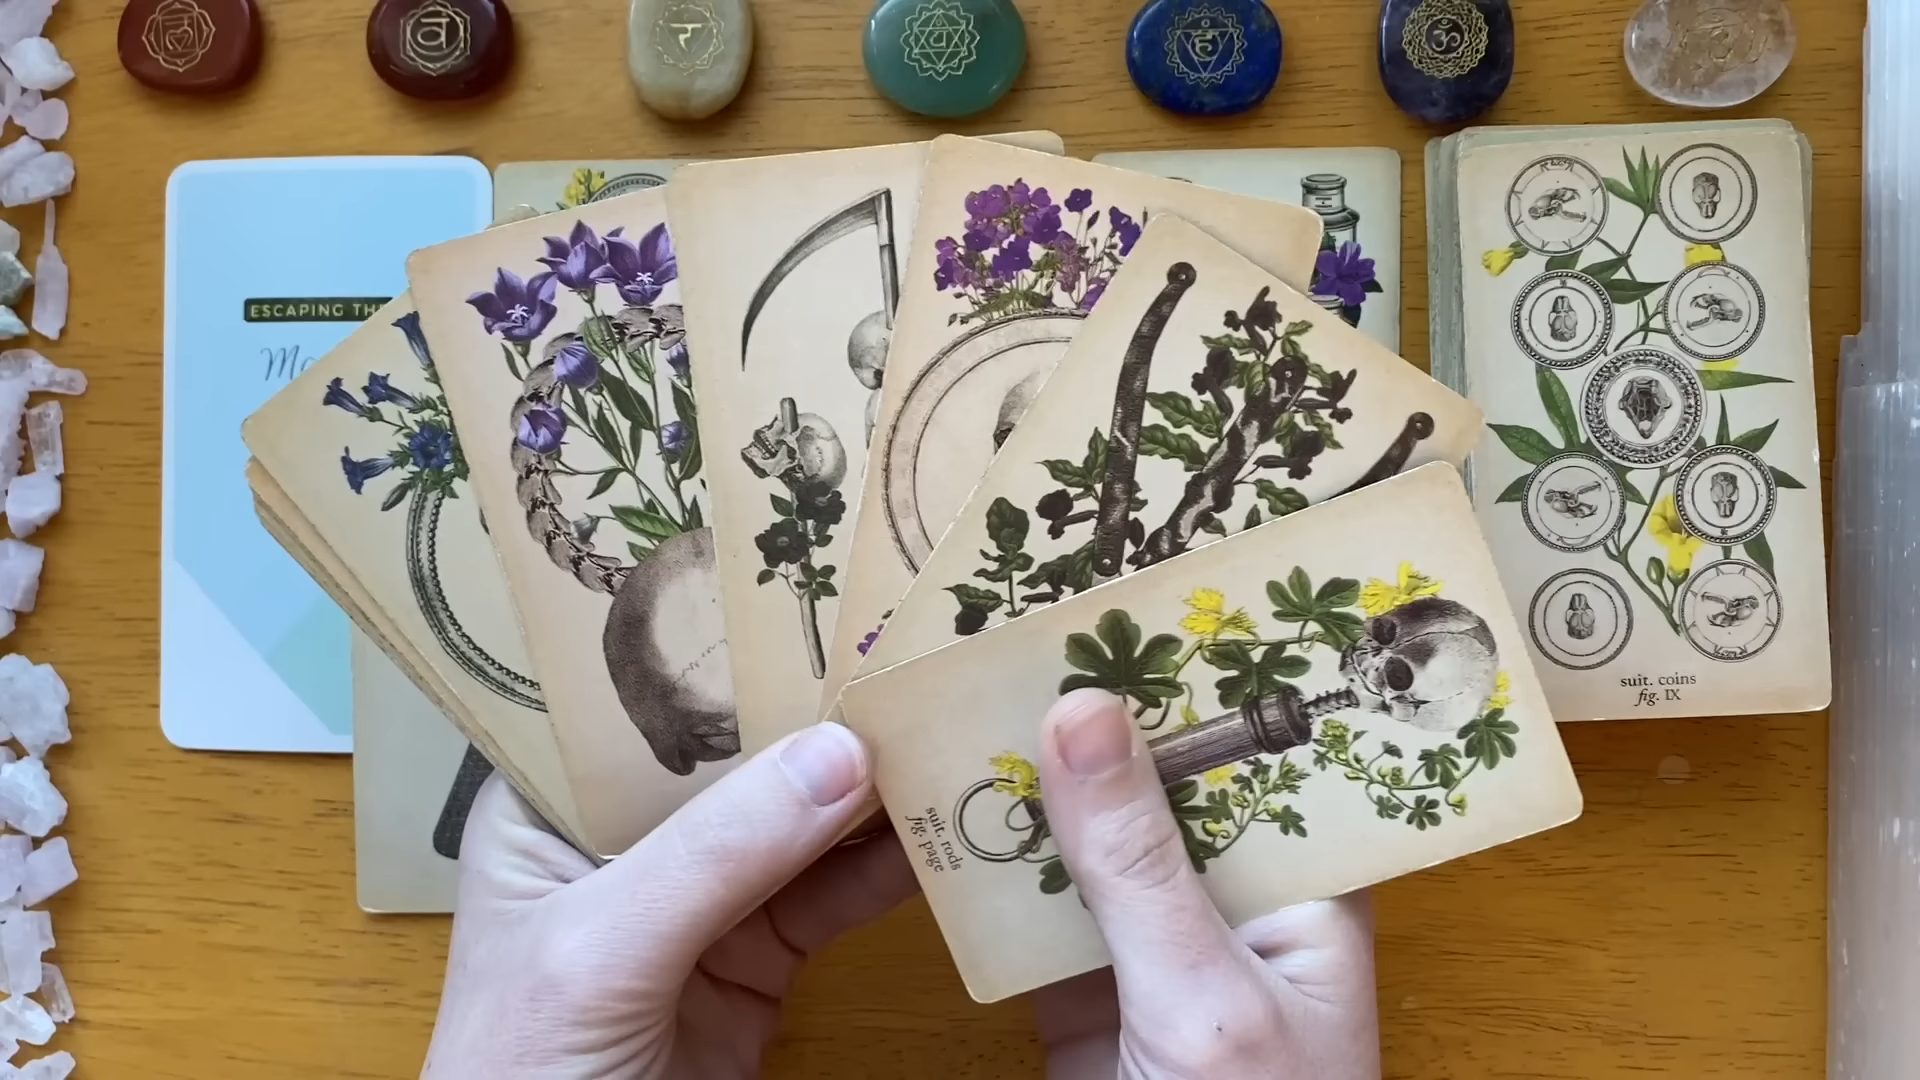 ESCAPING TH
suit. coins
fig. IX
suit. rods
fig. page